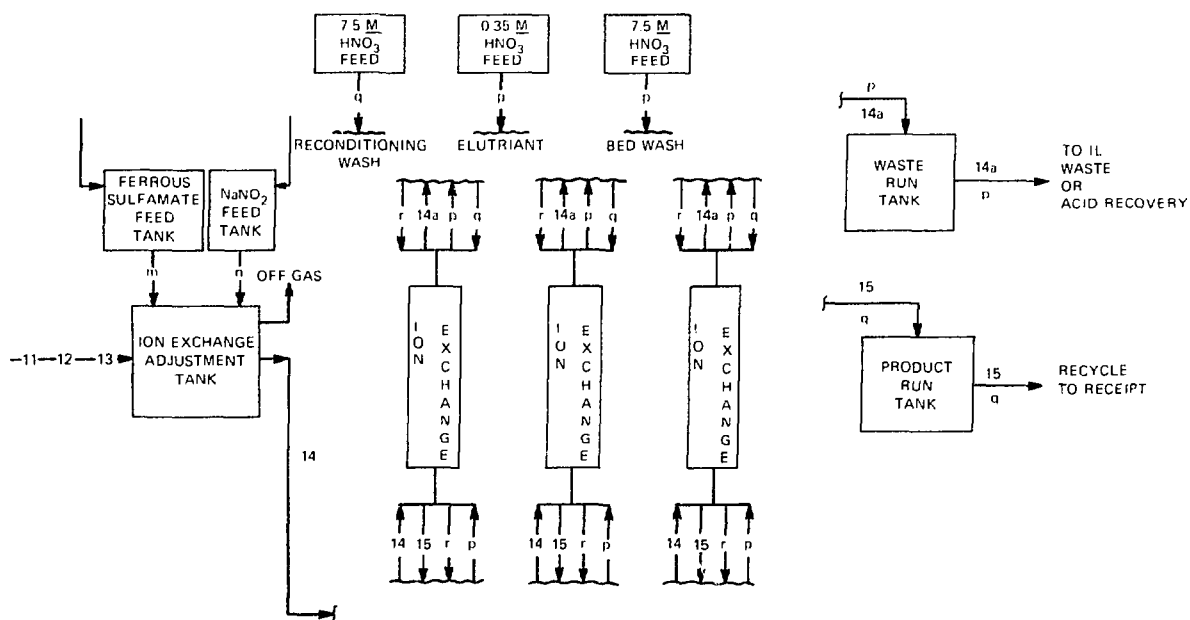 7.5 M
HNO3
FEED
0.35 M
HNO3
FEED
7.5 M
HNO3
FEED
q
p
p
RECONDITIONING
WASH
ELUTRIANT
BED WASH
p
14a
WASTE
RUN
TANK
14a
p
TO IL
WASTE
OR
ACID RECOVERY
FERROUS
SULFAMATE
FEED
TANK
NaNO2
FEED
TANK
m
n
OFF GAS
r 14a p q
r 14a p q
r 14a p q
11 12 13
ION EXCHANGE
ADJUSTMENT
TANK
14
ION EXCHANGE
ION EXCHANGE
ION EXCHANGE
15
q
PRODUCT
RUN
TANK
15
q
RECYCLE
TO RECEIPT
14 15 r p
14 15 r p
14 15 r p